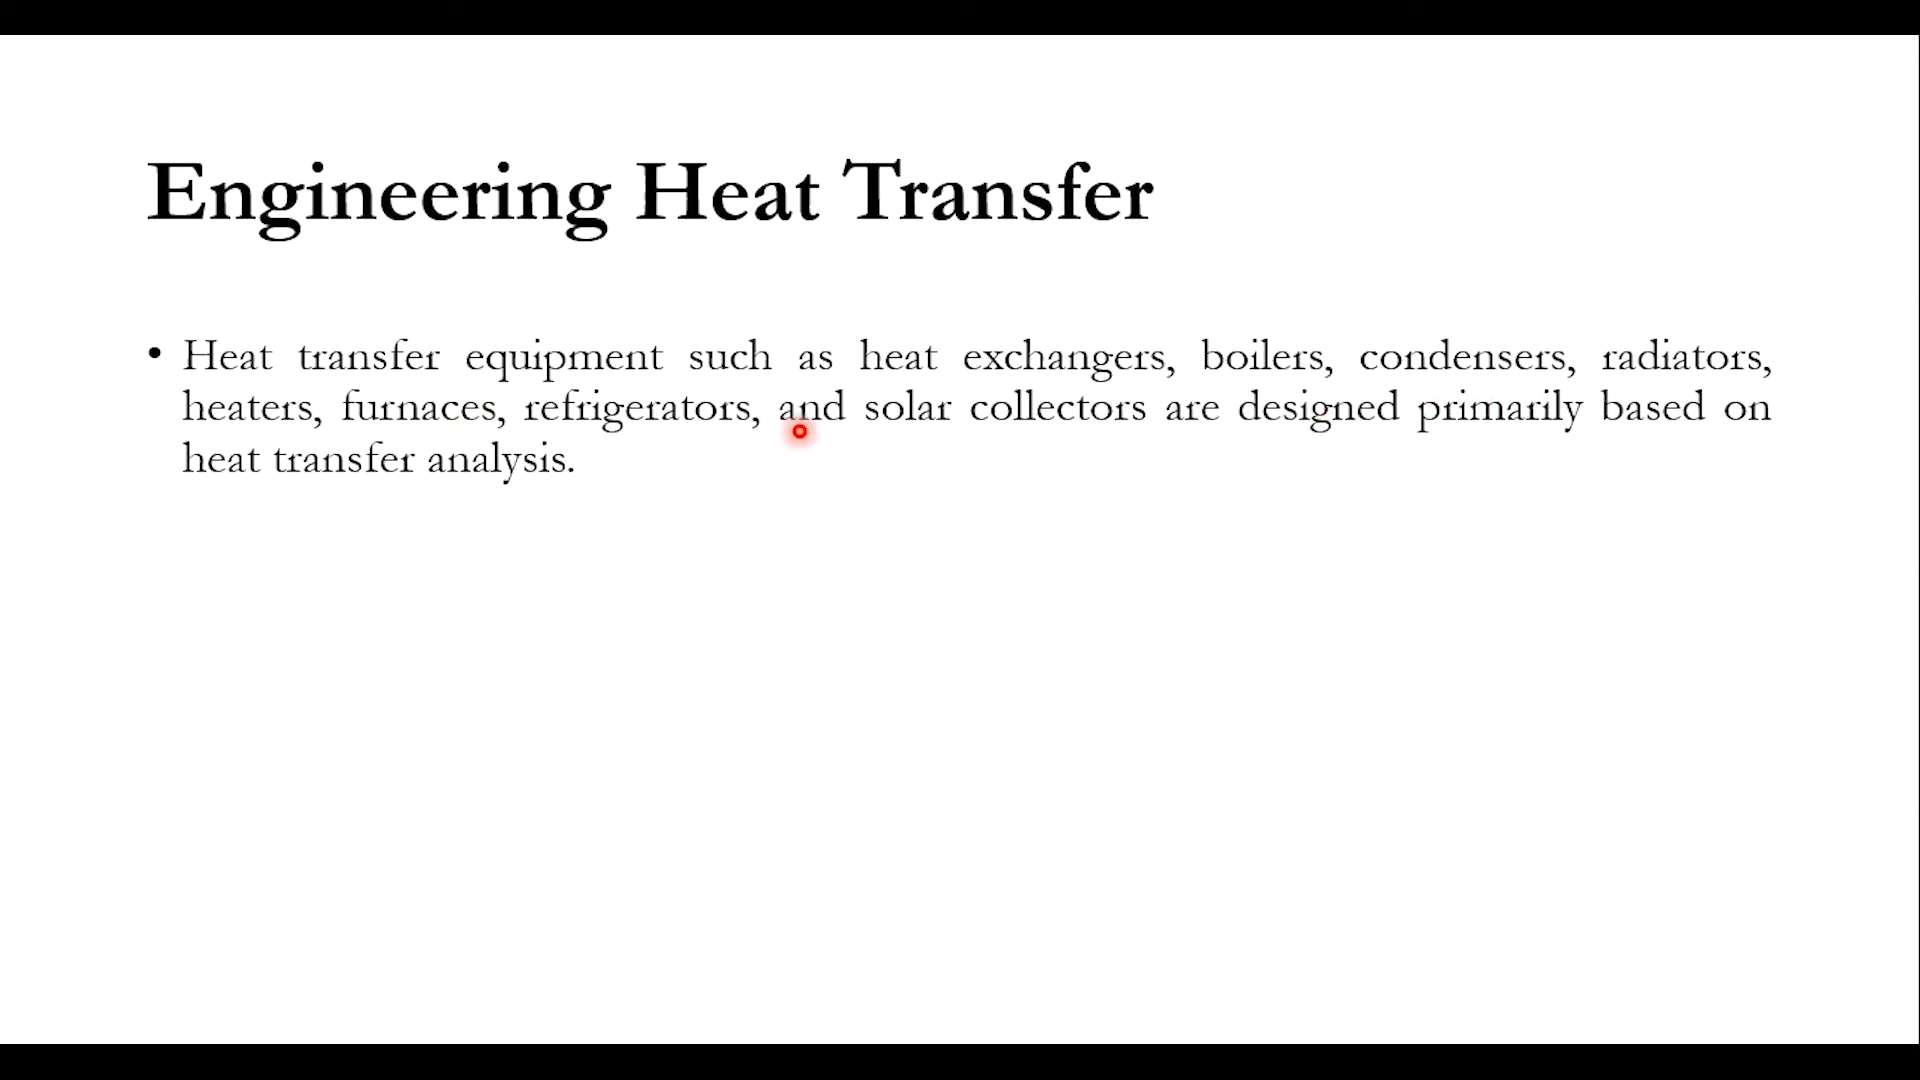 Engineering Heat Transfer
• Heat transfer equipment such as heat exchangers, boilers, condensers, radiators,
heaters, furnaces, refrigerators, and solar collectors are designed primarily based on
heat transfer analysis.